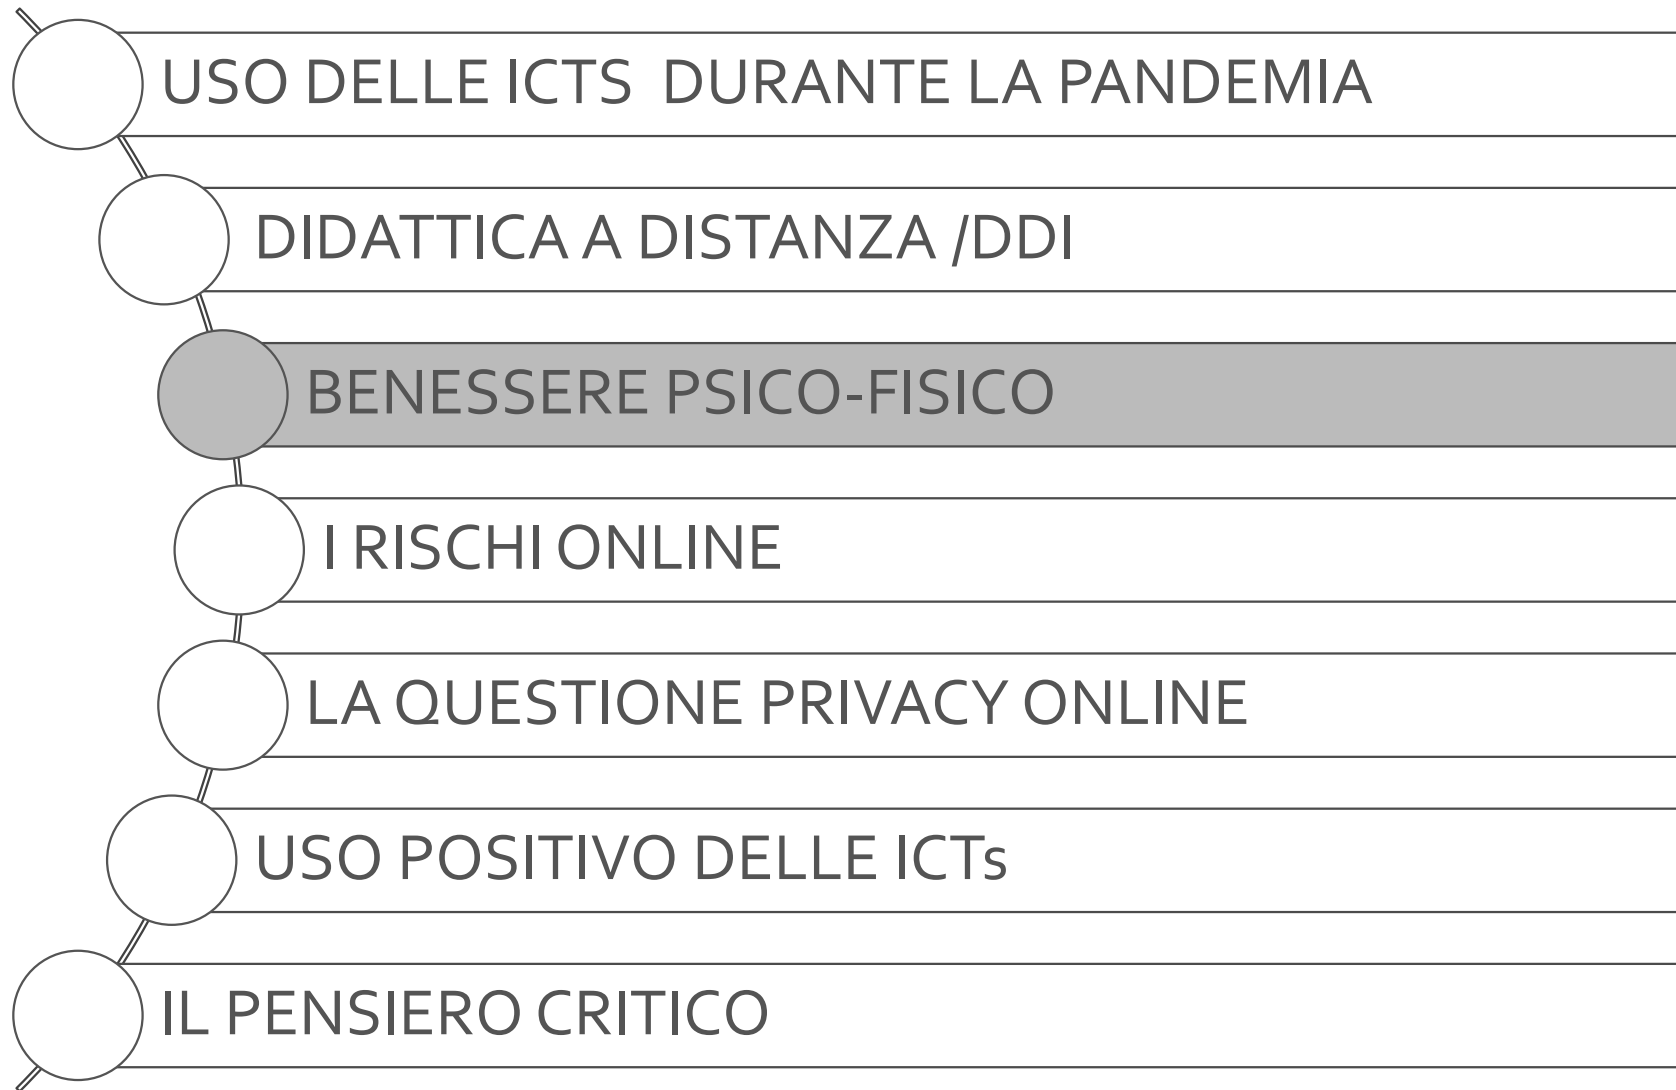 USO DELLE ICTS DURANTE LA PANDEMIA
DIDATTICA A DISTANZA /DDI
BENESSERE PSICO-FISICO
I RISCHI ONLINE
LA QUESTIONE PRIVACY ONLINE
USO POSITIVO DELLE ICTs
IL PENSIERO CRITICO